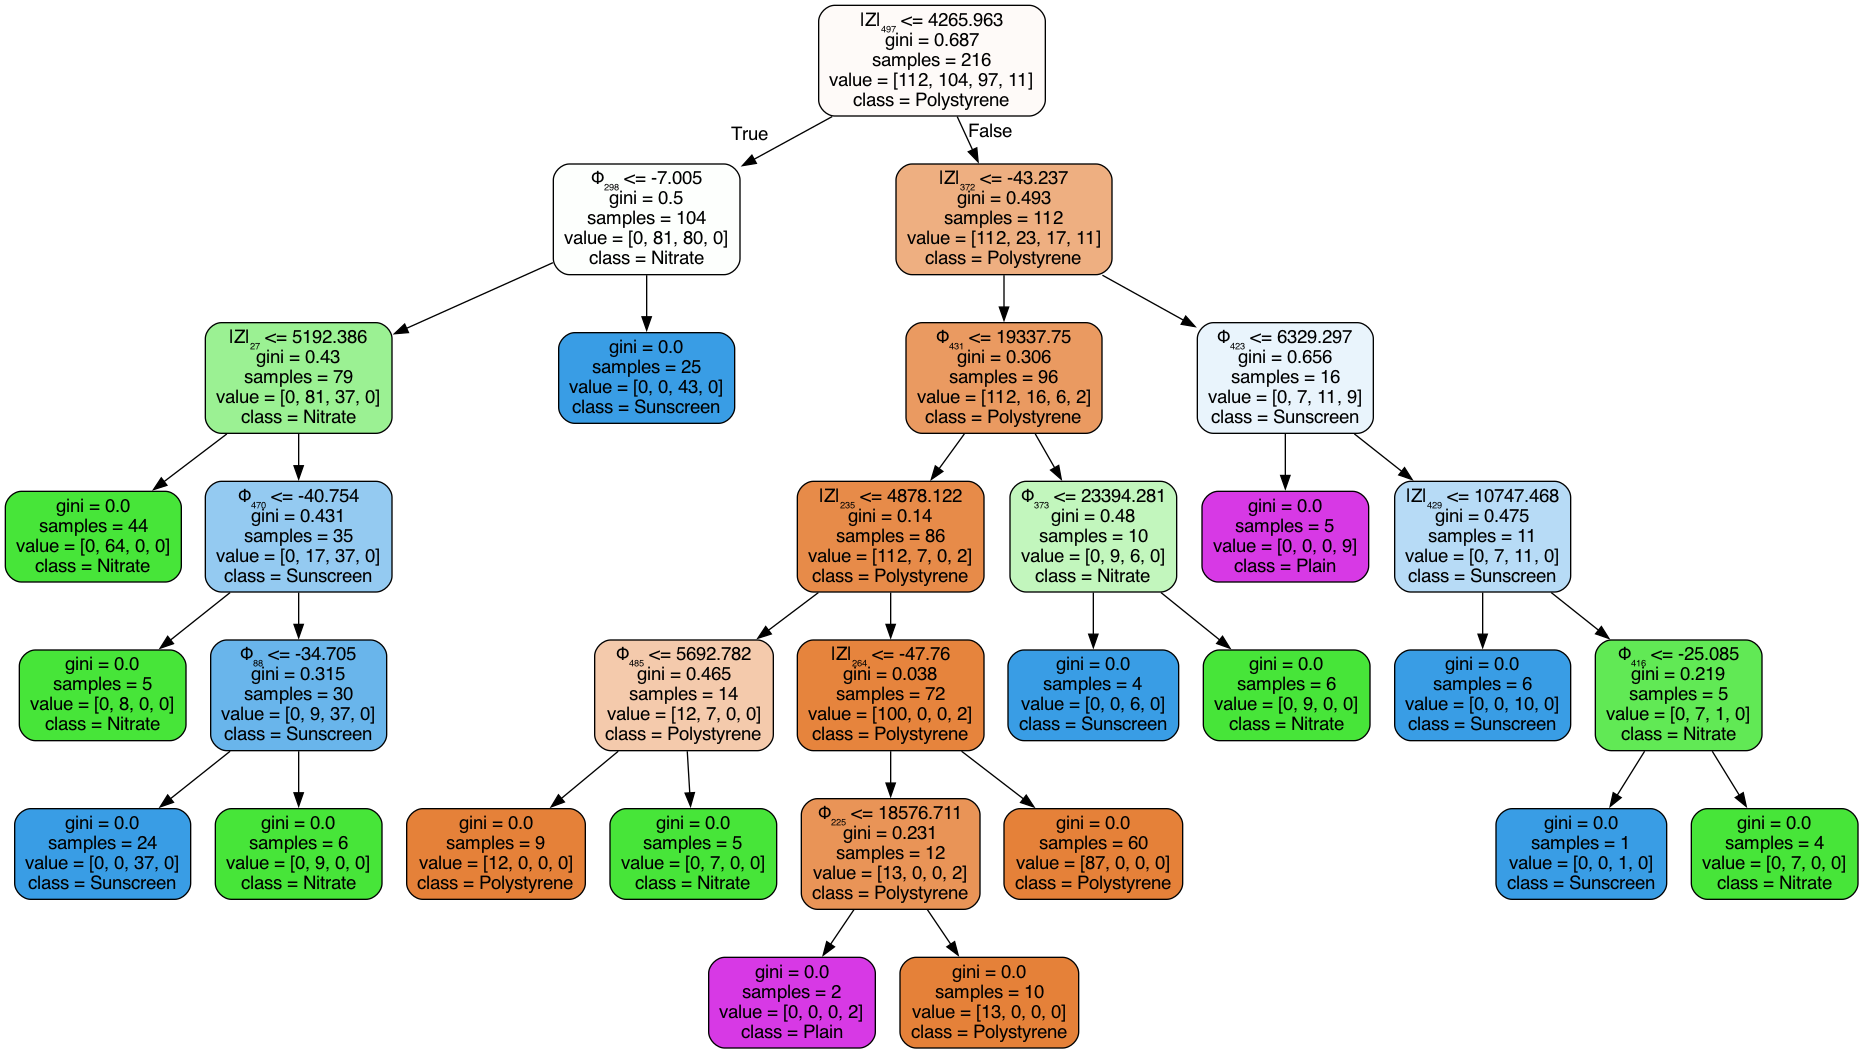 |Z|₄₉₇ <= 4265.963
gini = 0.687
samples = 216
value = [112, 104, 97, 11]
class = Polystyrene
True
False
Φ₂₉₈ <= -7.005
gini = 0.5
samples = 104
value = [0, 81, 80, 0]
class = Nitrate
|Z|₃₇₂ <= -43.237
gini = 0.493
samples = 112
value = [112, 23, 17, 11]
class = Polystyrene
|Z|₂₇ <= 5192.386
gini = 0.43
samples = 79
value = [0, 81, 37, 0]
class = Nitrate
gini = 0.0
samples = 25
value = [0, 0, 43, 0]
class = Sunscreen
Φ₄₃₁ <= 19337.75
gini = 0.306
samples = 96
value = [112, 16, 6, 2]
class = Polystyrene
Φ₄₂₃ <= 6329.297
gini = 0.656
samples = 16
value = [0, 7, 11, 9]
class = Sunscreen
gini = 0.0
samples = 44
value = [0, 64, 0, 0]
class = Nitrate
Φ₄₇₀ <= -40.754
gini = 0.431
samples = 35
value = [0, 17, 37, 0]
class = Sunscreen
|Z|₂₃₅ <= 4878.122
gini = 0.14
samples = 86
value = [112, 7, 0, 2]
class = Polystyrene
Φ₃₇₃ <= 23394.281
gini = 0.48
samples = 10
value = [0, 9, 6, 0]
class = Nitrate
gini = 0.0
samples = 5
value = [0, 0, 0, 9]
class = Plain
|Z|₄₂₉ <= 10747.468
gini = 0.475
samples = 11
value = [0, 7, 11, 0]
class = Sunscreen
gini = 0.0
samples = 5
value = [0, 8, 0, 0]
class = Nitrate
Φ₈₈ <= -34.705
gini = 0.315
samples = 30
value = [0, 9, 37, 0]
class = Sunscreen
Φ₄₈₅ <= 5692.782
gini = 0.465
samples = 14
value = [12, 7, 0, 0]
class = Polystyrene
|Z|₂₆₄ <= -47.76
gini = 0.038
samples = 72
value = [100, 0, 0, 2]
class = Polystyrene
gini = 0.0
samples = 4
value = [0, 0, 6, 0]
class = Sunscreen
gini = 0.0
samples = 6
value = [0, 9, 0, 0]
class = Nitrate
gini = 0.0
samples = 6
value = [0, 0, 10, 0]
class = Sunscreen
Φ₄₁₆ <= -25.085
gini = 0.219
samples = 5
value = [0, 7, 1, 0]
class = Nitrate
gini = 0.0
samples = 24
value = [0, 0, 37, 0]
class = Sunscreen
gini = 0.0
samples = 6
value = [0, 9, 0, 0]
class = Nitrate
gini = 0.0
samples = 9
value = [12, 0, 0, 0]
class = Polystyrene
gini = 0.0
samples = 5
value = [0, 7, 0, 0]
class = Nitrate
Φ₂₂₅ <= 18576.711
gini = 0.231
samples = 12
value = [13, 0, 0, 2]
class = Polystyrene
gini = 0.0
samples = 60
value = [87, 0, 0, 0]
class = Polystyrene
gini = 0.0
samples = 1
value = [0, 0, 1, 0]
class = Sunscreen
gini = 0.0
samples = 4
value = [0, 7, 0, 0]
class = Nitrate
gini = 0.0
samples = 2
value = [0, 0, 0, 2]
class = Plain
gini = 0.0
samples = 10
value = [13, 0, 0, 0]
class = Polystyrene